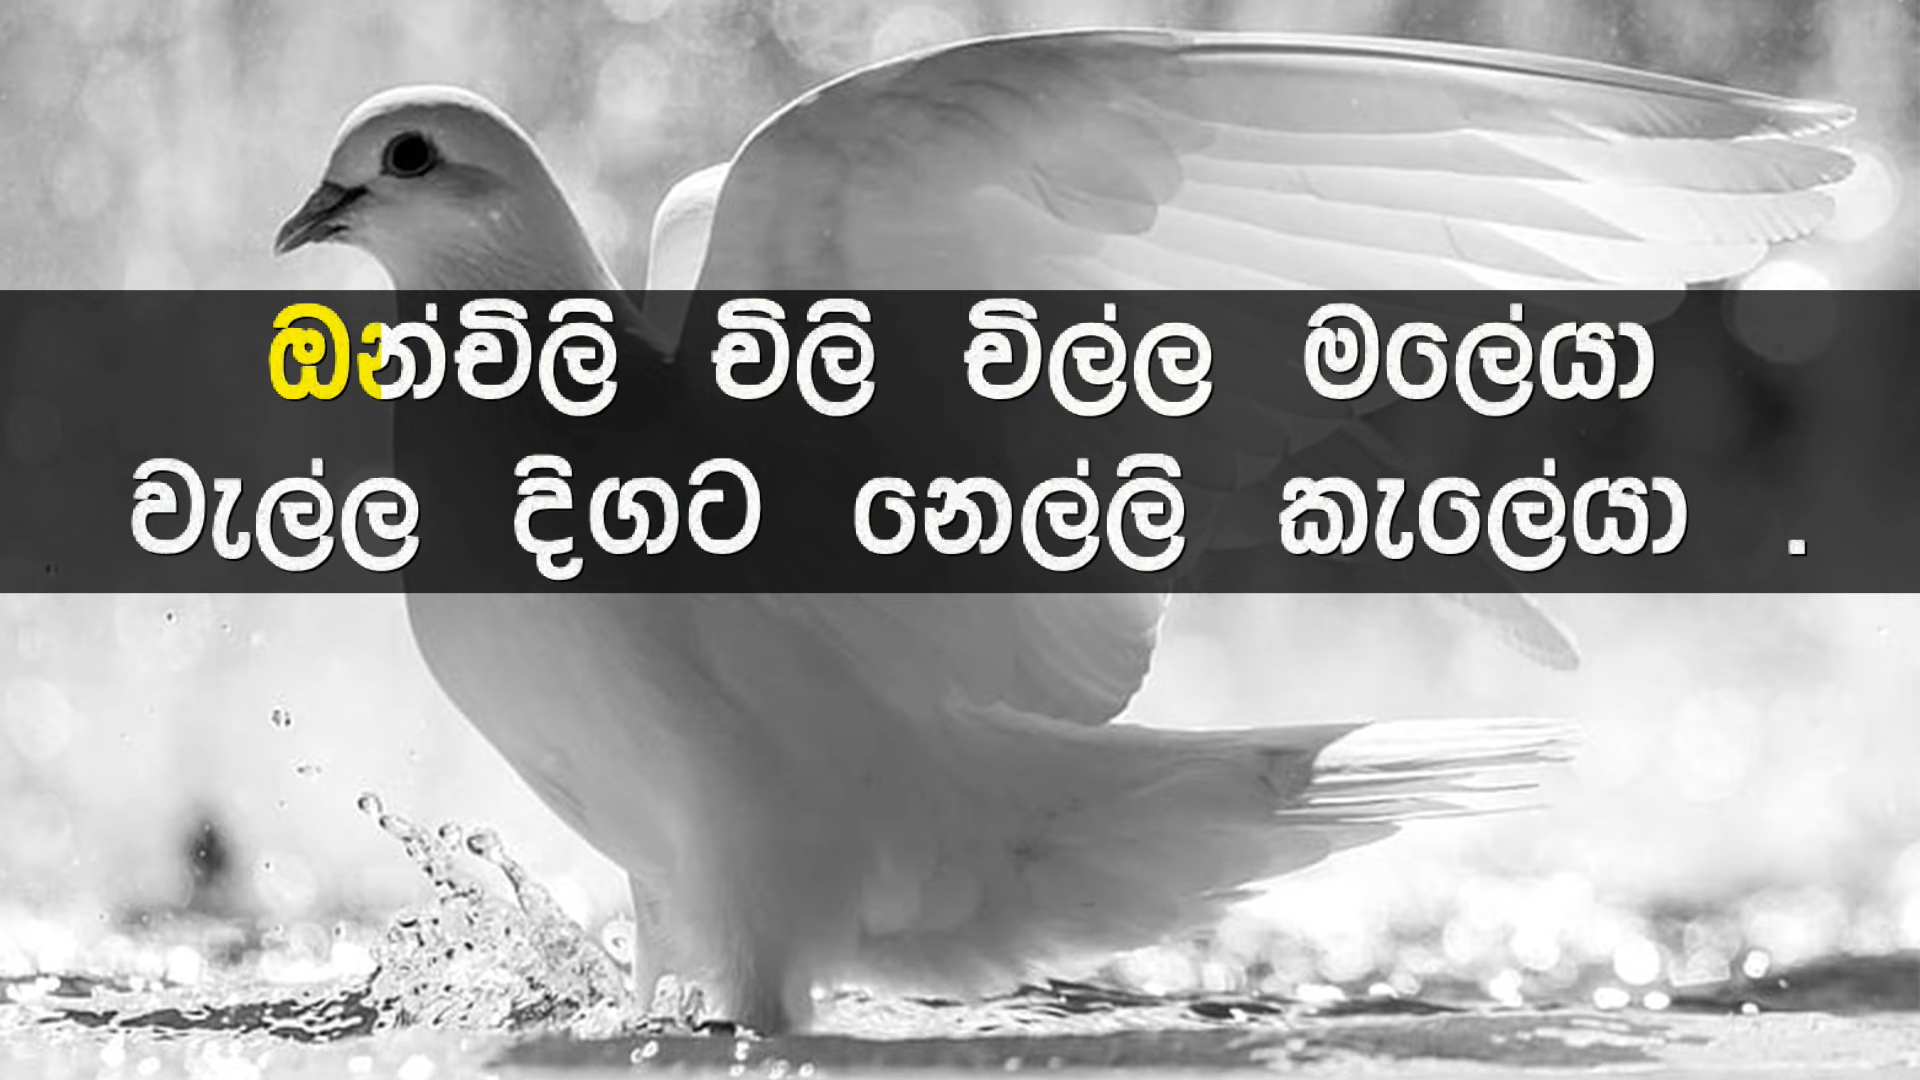 ඔන්චිලි චිලි චිල්ල මලේයා
වැල්ල දිගට නෙල්ලි කැලේයා .